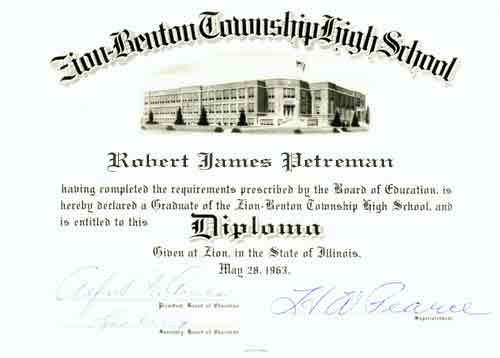 Zion-Benton Township High School
Robert James Petreman
having completed the requirements prescribed by the Board of Education, is
hereby declared a Graduate of the Zion-Benton Township High School, and
is entitled to this Diploma
Given at Zion, in the State of Illinois,
May 28, 1963.
President Board of Education
H W Pearce
Superintendent
Secretary Board of Education